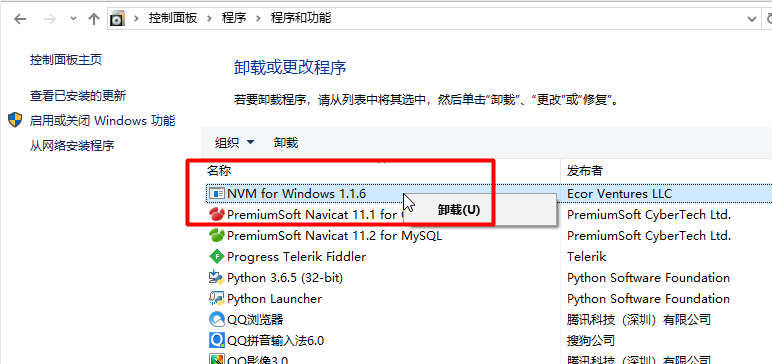 控制面板 > 程序 > 程序和功能
控制面板主页
查看已安装的更新
启用或关闭 Windows 功能
从网络安装程序
卸载或更改程序
若要卸载程序，请从列表中将其选中，然后单击“卸载”、“更改”或“修复”。
组织 卸载
名称 发布者
NVM for Windows 1.1.6 Ecor Ventures LLC
卸载(U)
PremiumSoft Navicat 11.1 for PremiumSoft CyberTech Ltd.
PremiumSoft Navicat 11.2 for MySQL PremiumSoft CyberTech Ltd.
Progress Telerik Fiddler Telerik
Python 3.6.5 (32-bit) Python Software Foundation
Python Launcher Python Software Foundation
QQ浏览器 腾讯科技（深圳）有限公司
QQ拼音输入法6.0 搜狗公司
QQ影像3.0 腾讯科技（深圳）有限公司